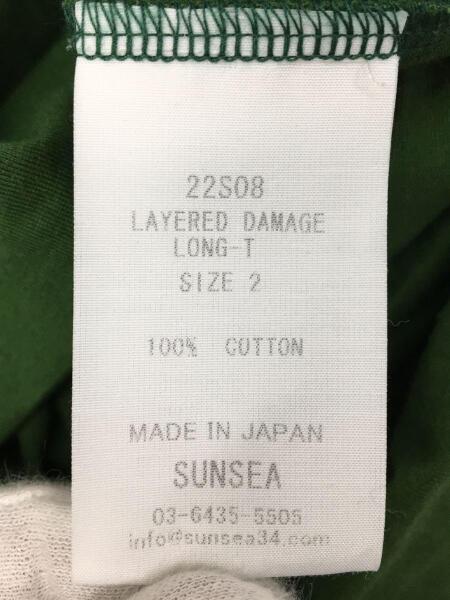 22S08
LAYERED DAMAGE
LONG-T
SIZE 2
100% COTTON
MADE IN JAPAN
SUNSEA
03-6435-5505
info@sunsea34.com